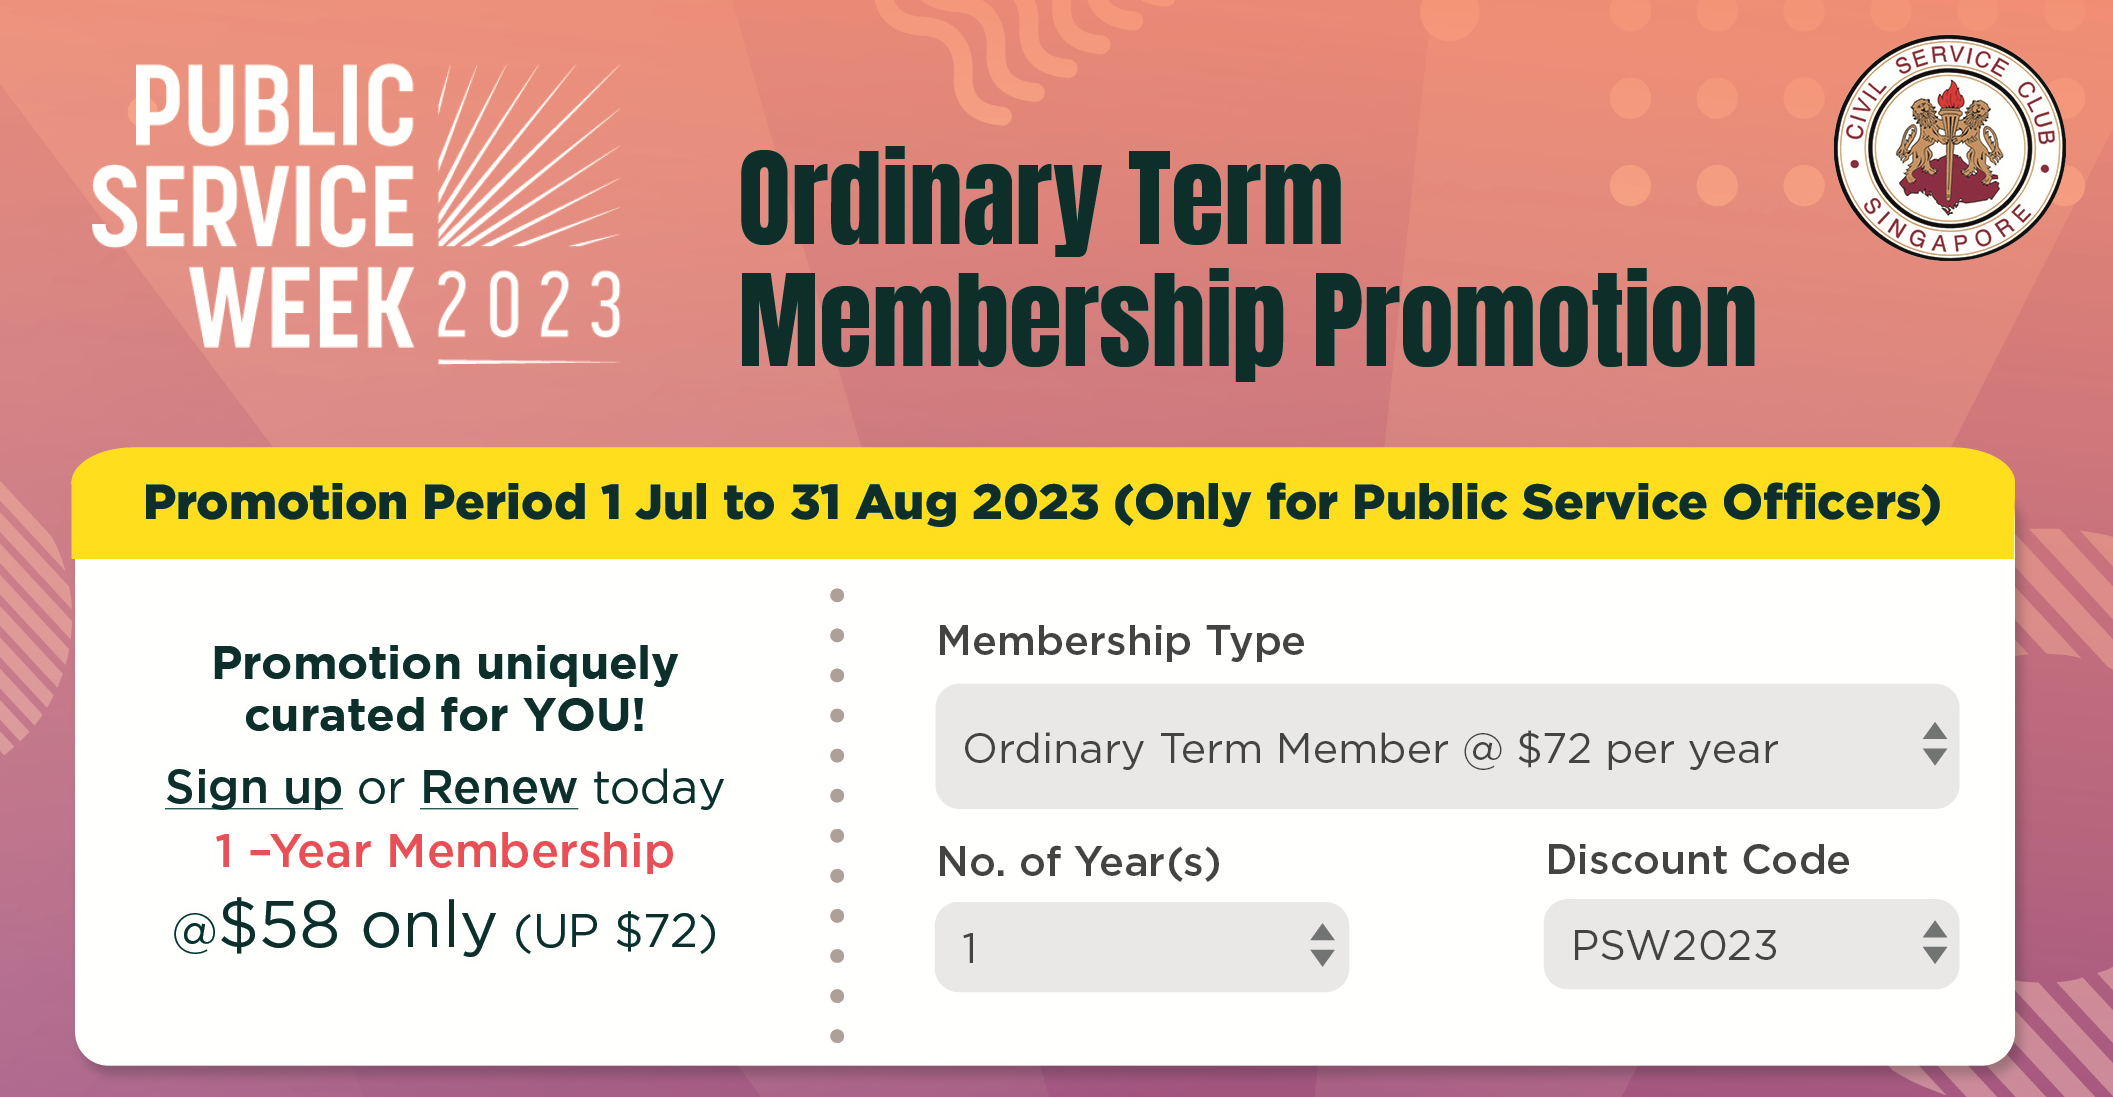 PUBLIC
SERVICE
WEEK 2023
Ordinary Term
Membership Promotion
CIVIL SERVICE CLUB
SINGAPORE
Promotion Period 1 Jul to 31 Aug 2023 (Only for Public Service Officers)
Promotion uniquely
curated for YOU!
Sign up or Renew today
1 –Year Membership
@$58 only (UP $72)
Membership Type
Ordinary Term Member @ $72 per year
No. of Year(s)
1
Discount Code
PSW2023